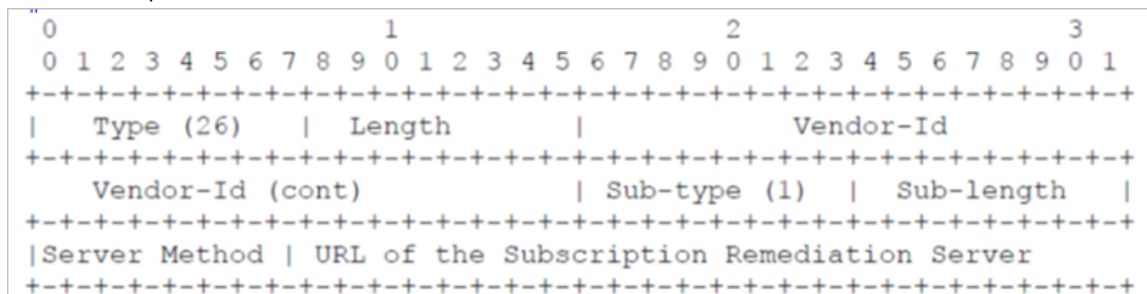 0                   1                   2                   3
0 1 2 3 4 5 6 7 8 9 0 1 2 3 4 5 6 7 8 9 0 1 2 3 4 5 6 7 8 9 0 1
+-+-+-+-+-+-+-+-+-+-+-+-+-+-+-+-+-+-+-+-+-+-+-+-+-+-+-+-+-+-+-+-+
|   Type (26)   |  Length       |            Vendor-Id
+-+-+-+-+-+-+-+-+-+-+-+-+-+-+-+-+-+-+-+-+-+-+-+-+-+-+-+-+-+-+-+-+
    Vendor-Id (cont)            | Sub-type (1)  |  Sub-length   |
+-+-+-+-+-+-+-+-+-+-+-+-+-+-+-+-+-+-+-+-+-+-+-+-+-+-+-+-+-+-+-+-+
|Server Method | URL of the Subscription Remediation Server
+-+-+-+-+-+-+-+-+-+-+-+-+-+-+-+-+-+-+-+-+-+-+-+-+-+-+-+-+-+-+-+-+